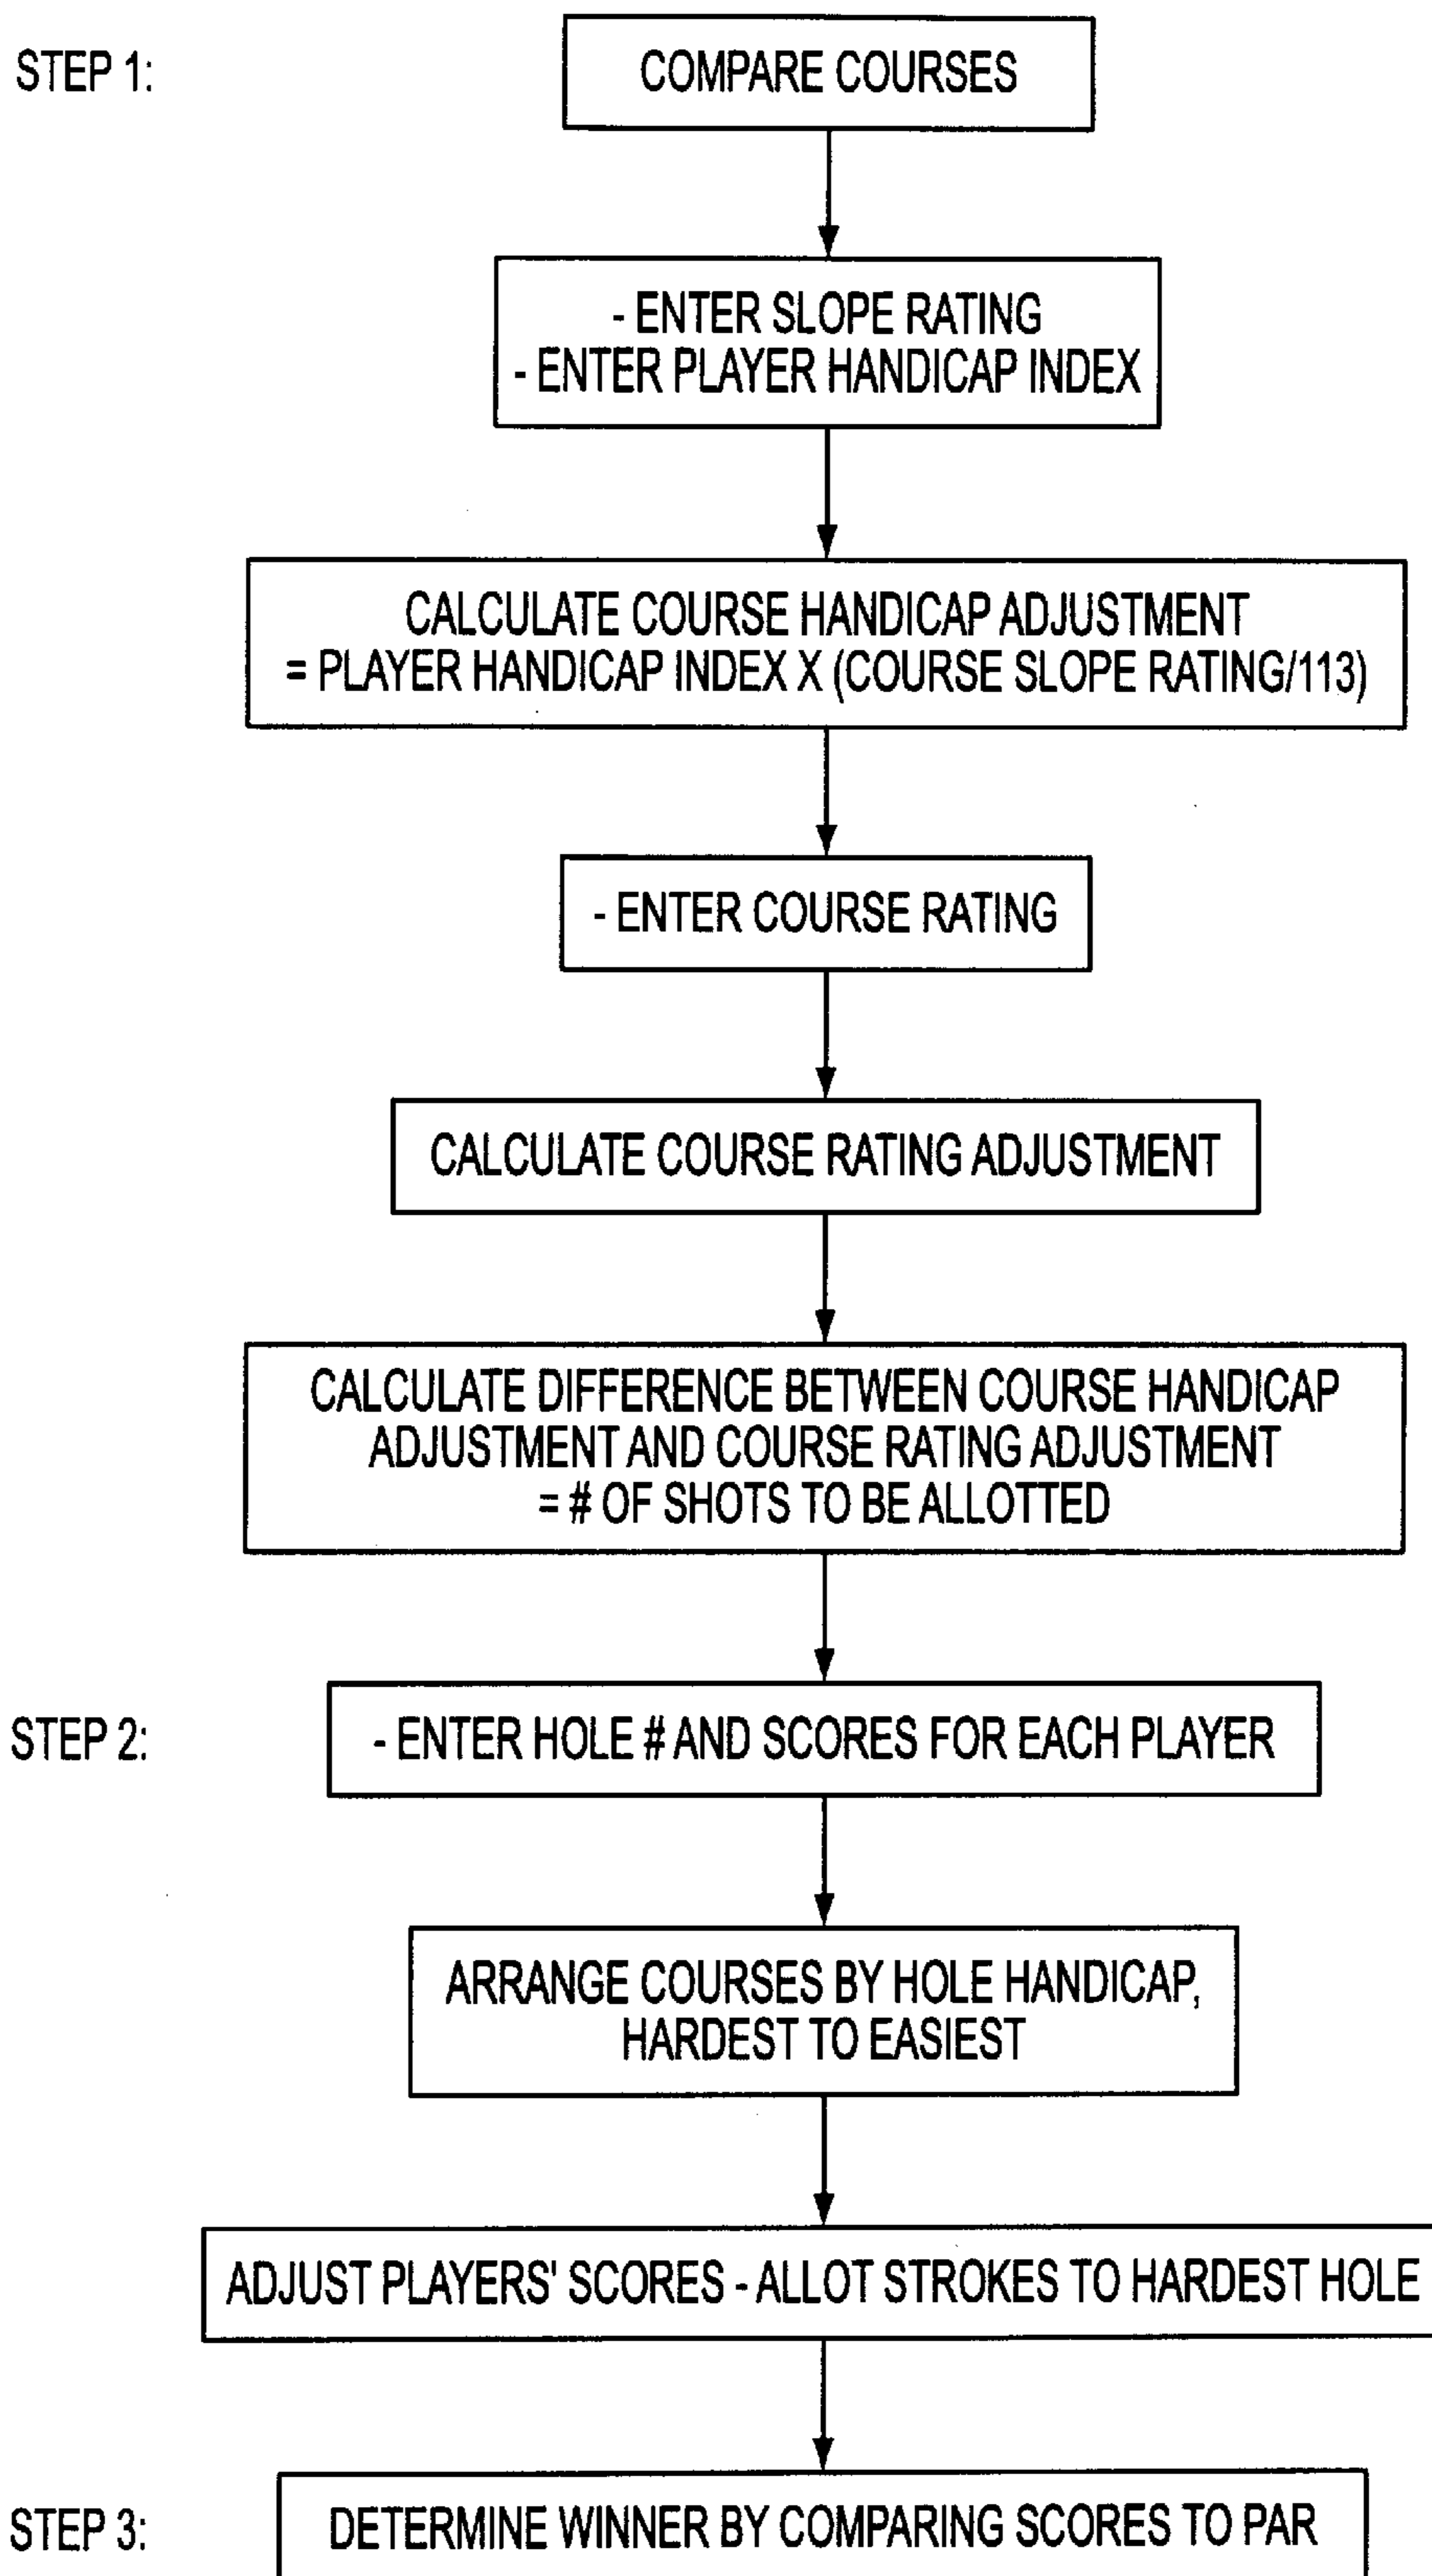 STEP 1:
COMPARE COURSES
- ENTER SLOPE RATING
- ENTER PLAYER HANDICAP INDEX
CALCULATE COURSE HANDICAP ADJUSTMENT
= PLAYER HANDICAP INDEX X (COURSE SLOPE RATING/113)
- ENTER COURSE RATING
CALCULATE COURSE RATING ADJUSTMENT
CALCULATE DIFFERENCE BETWEEN COURSE HANDICAP
ADJUSTMENT AND COURSE RATING ADJUSTMENT
= # OF SHOTS TO BE ALLOTTED
STEP 2:
- ENTER HOLE # AND SCORES FOR EACH PLAYER
ARRANGE COURSES BY HOLE HANDICAP,
HARDEST TO EASIEST
ADJUST PLAYERS' SCORES - ALLOT STROKES TO HARDEST HOLE
STEP 3:
DETERMINE WINNER BY COMPARING SCORES TO PAR